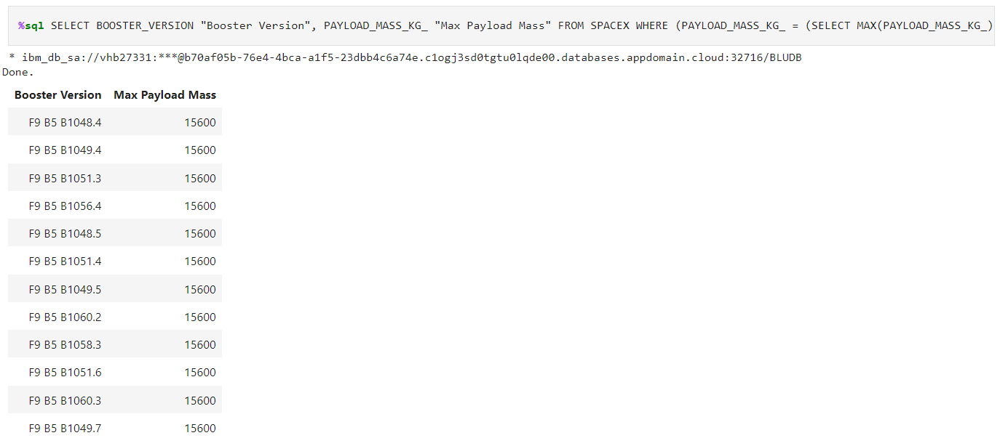 %sql SELECT BOOSTER_VERSION "Booster Version", PAYLOAD_MASS_KG_ "Max Payload Mass" FROM SPACEX WHERE (PAYLOAD_MASS_KG_ = (SELECT MAX(PAYLOAD_MASS_KG_)
* ibm_db_sa://vhb27331:***@b70af05b-76e4-4bca-a1f5-23dbb4c6a74e.c1ogj3sd0tgtu0lqde00.databases.appdomain.cloud:32716/BLUDB
Done.
Booster Version Max Payload Mass
F9 B5 B1048.4 15600
F9 B5 B1049.4 15600
F9 B5 B1051.3 15600
F9 B5 B1056.4 15600
F9 B5 B1048.5 15600
F9 B5 B1051.4 15600
F9 B5 B1049.5 15600
F9 B5 B1060.2 15600
F9 B5 B1058.3 15600
F9 B5 B1051.6 15600
F9 B5 B1060.3 15600
F9 B5 B1049.7 15600